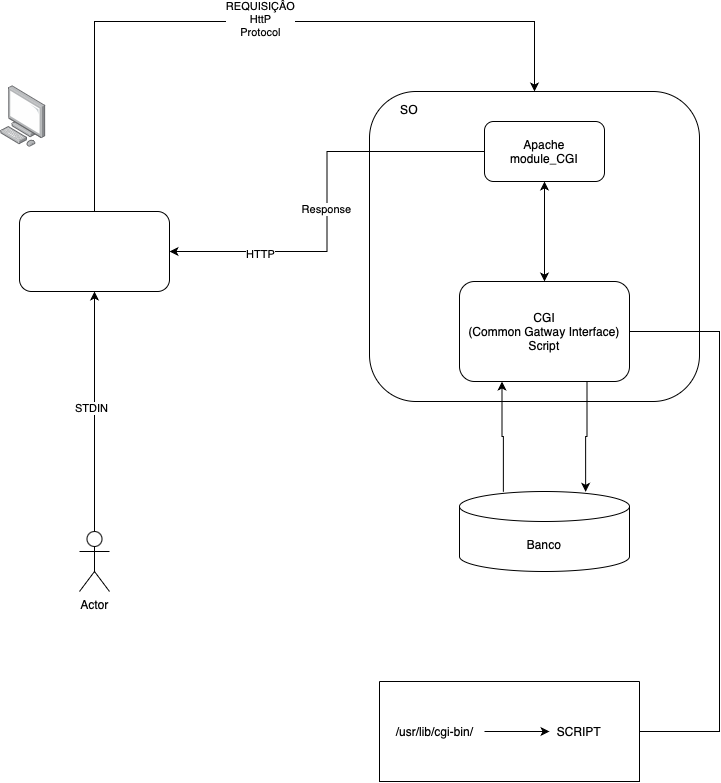 REQUISIÇÃO
HttP
Protocol
SO
Apache
module_CGI
Response
HTTP
CGI
(Common Gatway Interface)
Script
STDIN
Banco
Actor
/usr/lib/cgi-bin/ SCRIPT